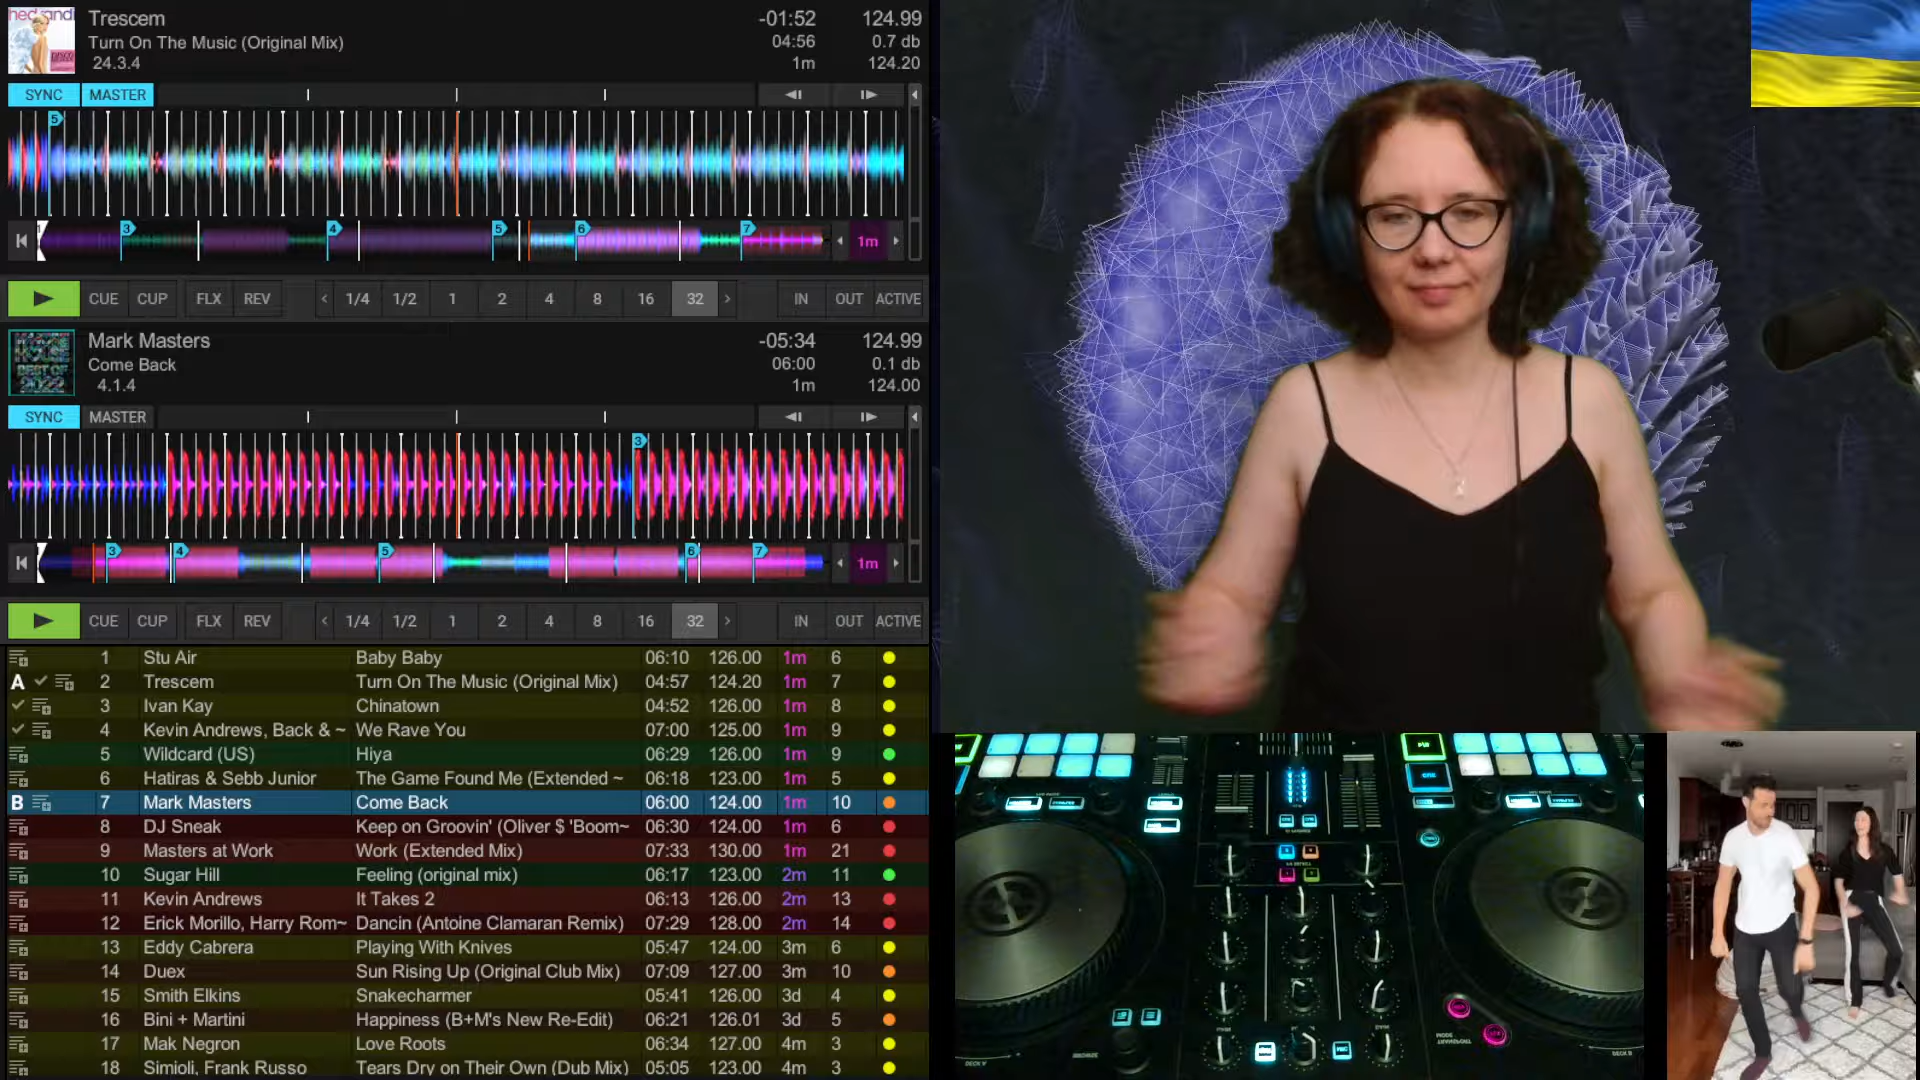 Trescem -01:52 124.99
Turn On The Music (Original Mix) 04:56 0.7 db
24.3.4 1m 124.20
SYNC MASTER
5
3 4 5 6 7 1m
CUE CUP FLX REV 1/4 1/2 1 2 4 8 16 32 IN OUT ACTIVE
Mark Masters -05:34 124.99
Come Back 06:00 0.1 db
4.1.4 1m 124.00
HOUSE
BEST OF
2022
SYNC MASTER
3
3 4 5 6 7 1m
CUE CUP FLX REV 1/4 1/2 1 2 4 8 16 32 IN OUT ACTIVE
1 Stu Air Baby Baby 06:10 126.00 1m 6
A 2 Trescem Turn On The Music (Original Mix) 04:57 124.20 1m 7
3 Ivan Kay Chinatown 04:52 126.00 1m 8
4 Kevin Andrews, Back & ~ We Rave You 07:00 125.00 1m 9
5 Wildcard (US) Hiya 06:29 126.00 1m 9
6 Hatiras & Sebb Junior The Game Found Me (Extended ~ 06:18 123.00 1m 5
B 7 Mark Masters Come Back 06:00 124.00 1m 10
8 DJ Sneak Keep on Groovin' (Oliver $ 'Boom~ 06:30 124.00 1m 6
9 Masters at Work Work (Extended Mix) 07:33 130.00 1m 21
10 Sugar Hill Feeling (original mix) 06:17 123.00 2m 11
11 Kevin Andrews It Takes 2 06:13 126.00 2m 13
12 Erick Morillo, Harry Rom~ Dancin (Antoine Clamaran Remix) 07:29 128.00 2m 14
13 Eddy Cabrera Playing With Knives 05:47 124.00 3m 6
14 Duex Sun Rising Up (Original Club Mix) 07:09 127.00 3m 10
15 Smith Elkins Snakecharmer 05:41 126.00 3d 4
16 Bini + Martini Happiness (B+M's New Re-Edit) 06:21 126.01 3d 5
17 Mak Negron Love Roots 06:34 127.00 4m 3
18 Simioli, Frank Russo Tears Dry on Their Own (Dub Mix) 05:05 123.00 4m 3